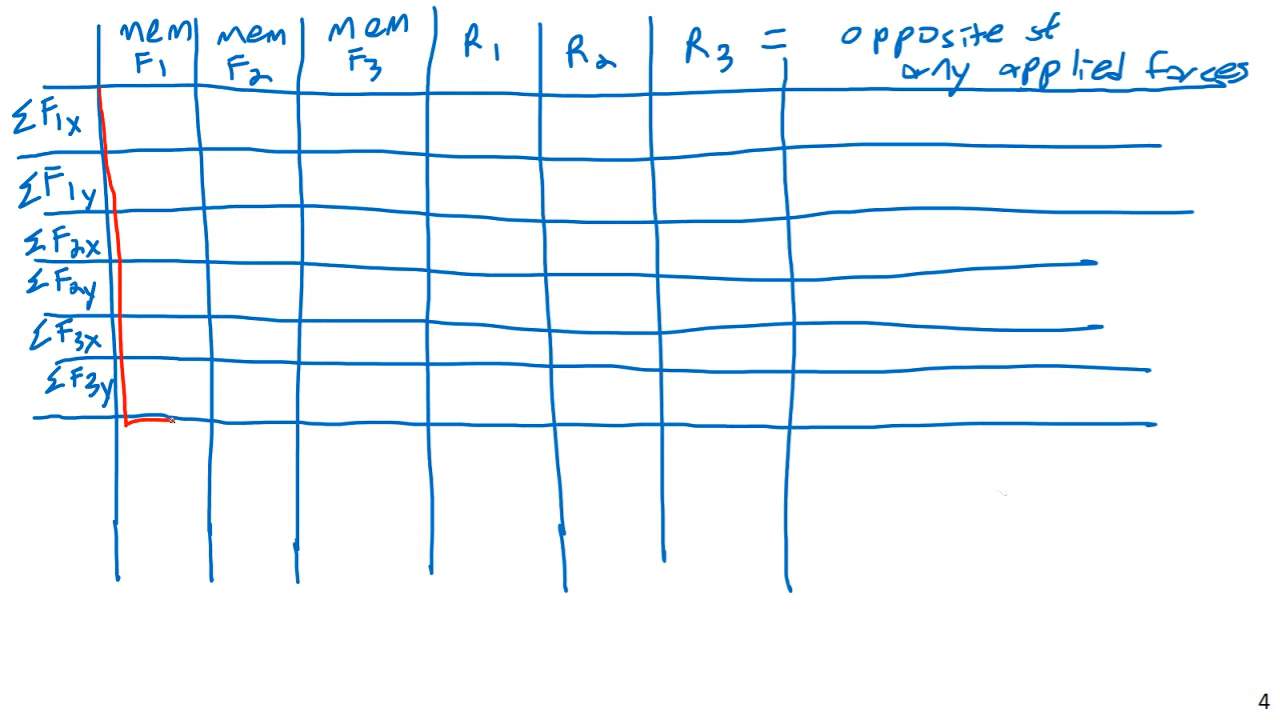 mem F1 mem F2 mem F3 R1 R2 R3 = opposite of
any applied forces
ΣF1x
ΣF1y
ΣF2x
ΣF2y
ΣF3x
ΣF3y
4